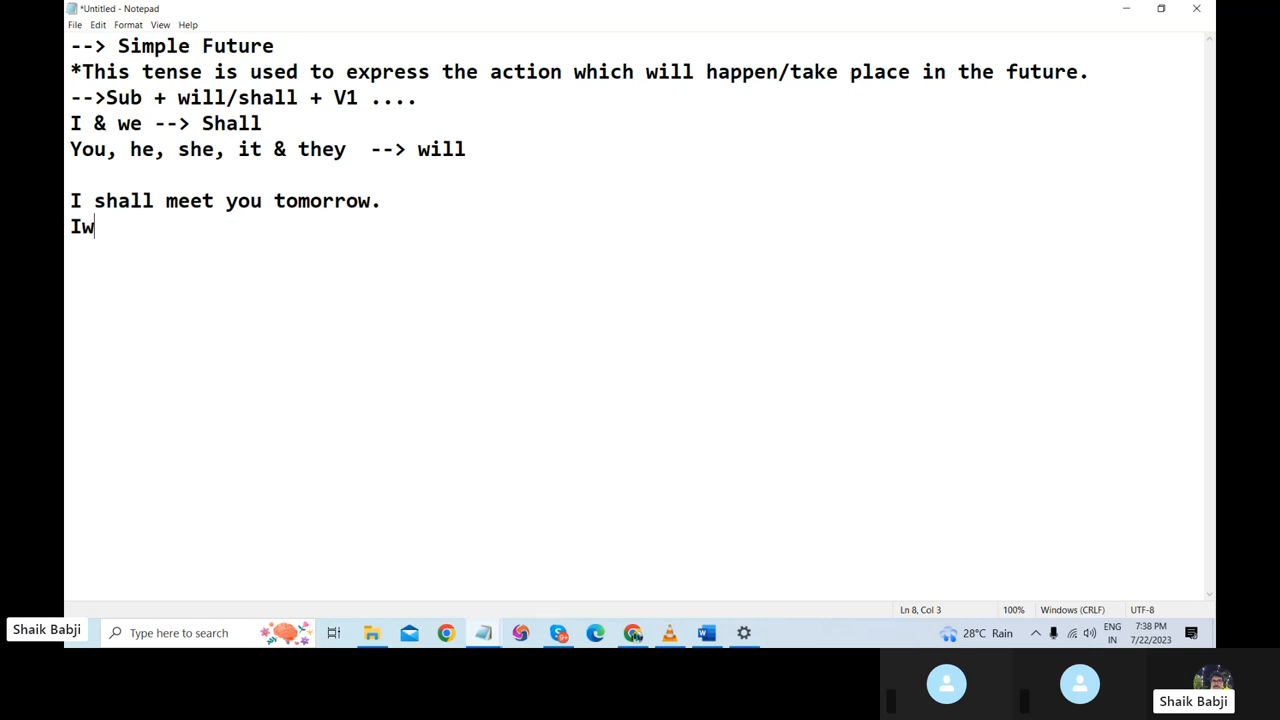 *Untitled - Notepad
File Edit Format View Help
--> Simple Future
*This tense is used to express the action which will happen/take place in the future.
-->Sub + will/shall + V1 ....
I & we --> Shall
You, he, she, it & they --> will
I shall meet you tomorrow.
Iw
Ln 8, Col 3 100% Windows (CRLF) UTF-8
Shaik Babji
Type here to search
28°C Rain
ENG
IN
7:38 PM
7/22/2023
Shaik Babji